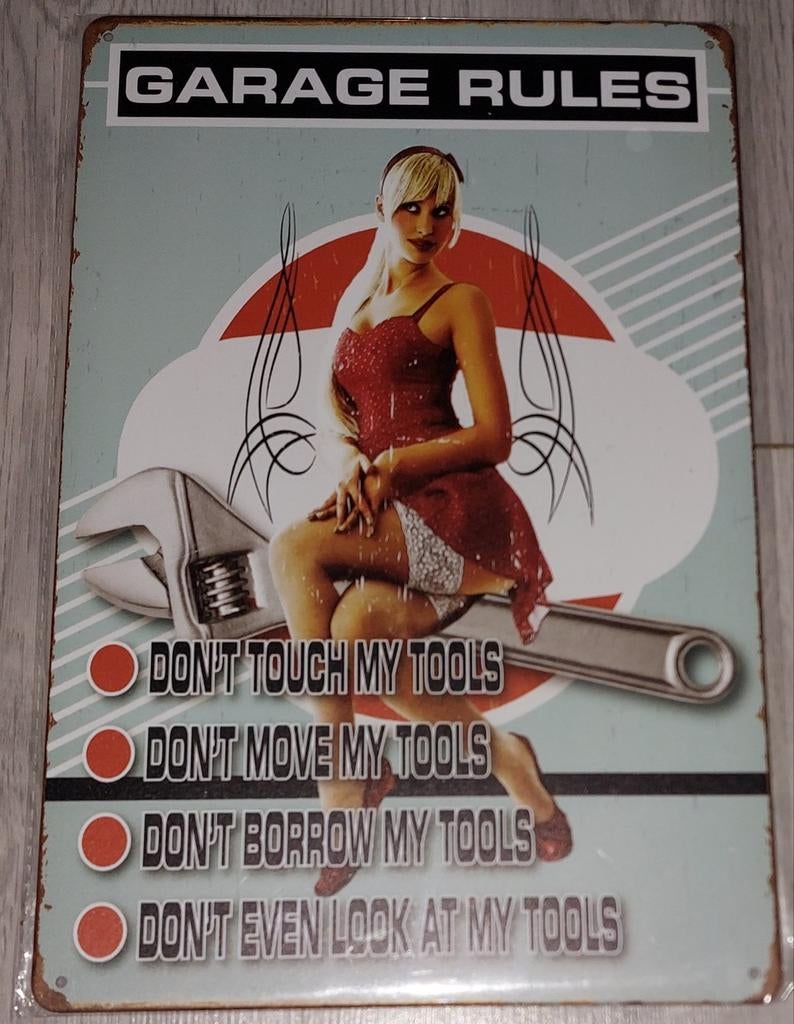 GARAGE RULES
DON'T TOUCH MY TOOLS
DON'T MOVE MY TOOLS
DON'T BORROW MY TOOLS
DON'T EVEN LOOK AT MY TOOLS